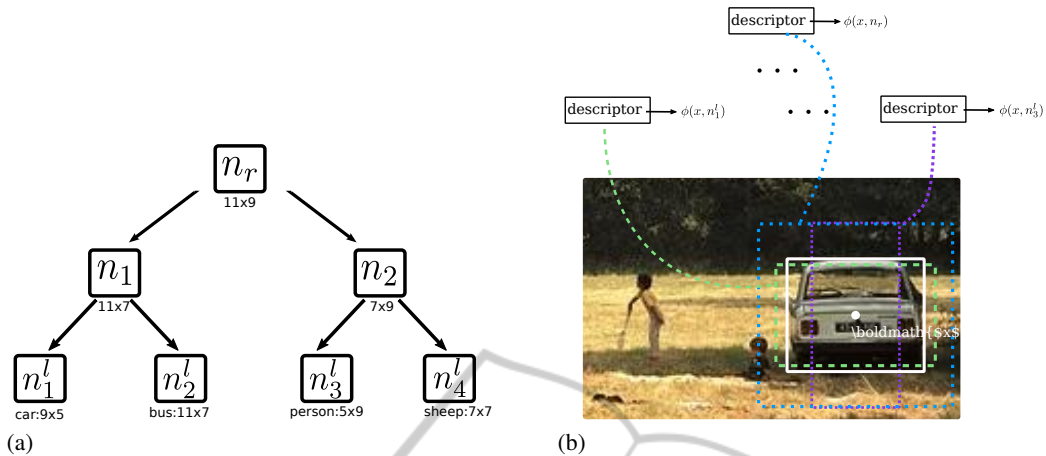 descriptor
ϕ(x, n_r)
descriptor
ϕ(x, n_1^l)
descriptor
ϕ(x, n_3^l)
n_r
11x9
n_1
11x7
n_2
7x9
n_1^l
car:9x5
n_2^l
bus:11x7
n_3^l
person:5x9
n_4^l
sheep:7x7
\boldmath{$x$
(a)
(b)